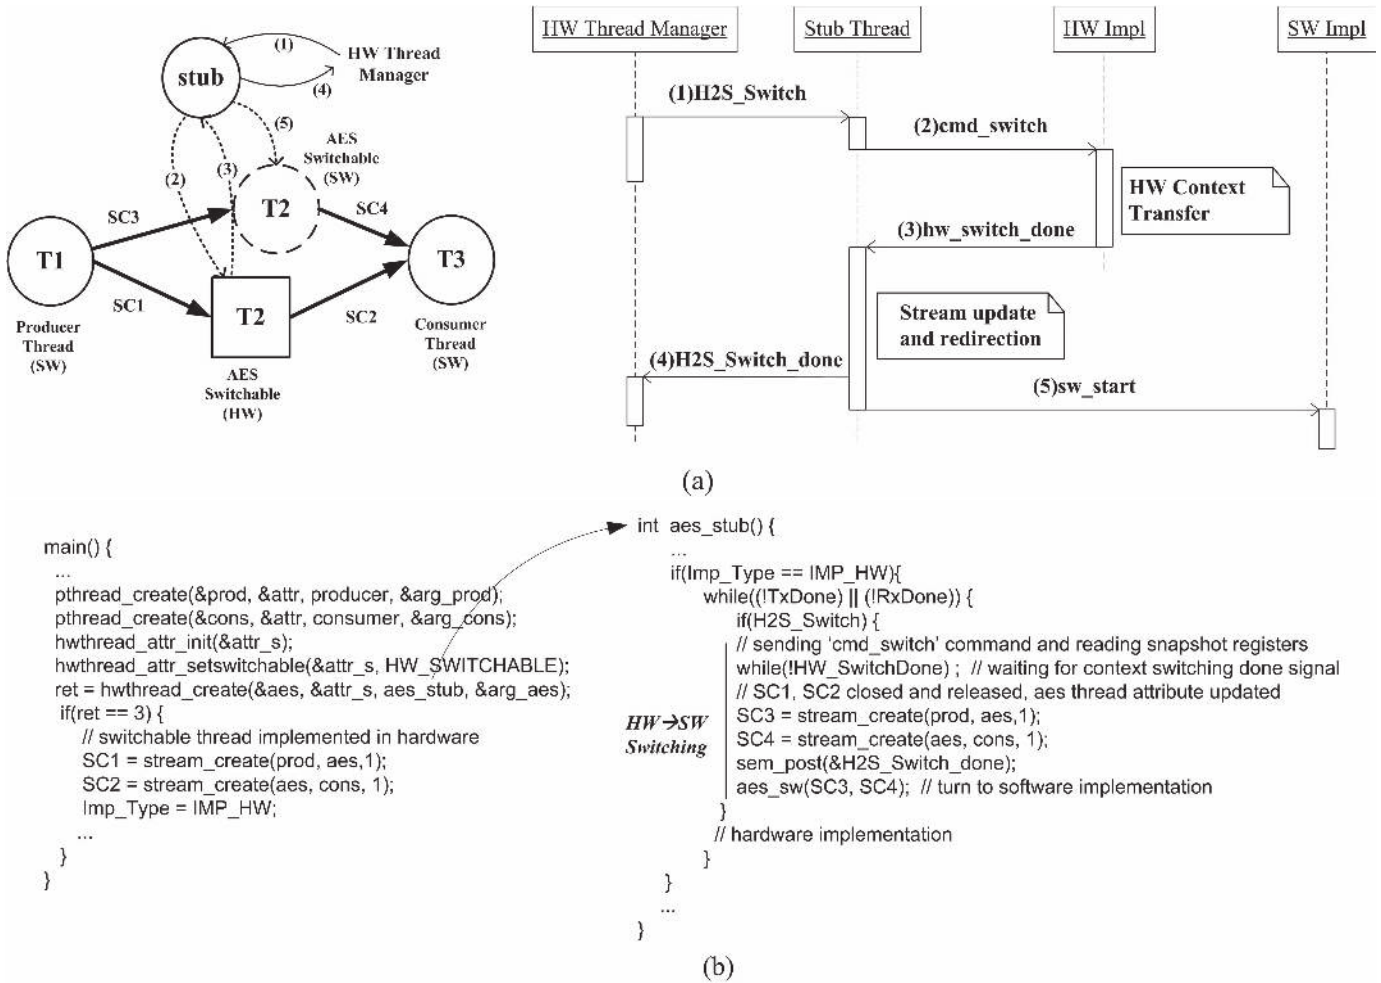 stub
(1)
(4)
HW Thread
Manager
(5)
AES
Switchable
(SW)
(2)
(3)
T2
SC3
SC4
T1
T3
SC1
T2
SC2
Producer
Thread
(SW)
Consumer
Thread
(SW)
AES
Switchable
(HW)
HW Thread Manager
Stub Thread
HW Impl
SW Impl
(1)H2S_Switch
(2)cmd_switch
HW Context
Transfer
(3)hw_switch_done
Stream update
and redirection
(4)H2S_Switch_done
(5)sw_start
(a)
main() {
...
pthread_create(&prod, &attr, producer, &arg_prod);
pthread_create(&cons, &attr, consumer, &arg_cons);
hwthread_attr_init(&attr_s);
hwthread_attr_setswitchable(&attr_s, HW_SWITCHABLE);
ret = hwthread_create(&aes, &attr_s, aes_stub, &arg_aes);
if(ret == 3) {
// switchable thread implemented in hardware
SC1 = stream_create(prod, aes,1);
SC2 = stream_create(aes, cons, 1);
Imp_Type = IMP_HW;
...
}
}
int aes_stub() {
...
if(Imp_Type == IMP_HW){
while((!TxDone) || (!RxDone)) {
if(H2S_Switch) {
// sending 'cmd_switch' command and reading snapshot registers
while(!HW_SwitchDone) ; // waiting for context switching done signal
// SC1, SC2 closed and released, aes thread attribute updated
SC3 = stream_create(prod, aes,1);
SC4 = stream_create(aes, cons, 1);
sem_post(&H2S_Switch_done);
aes_sw(SC3, SC4); // turn to software implementation
}
// hardware implementation
}
}
...
}
HW→SW
Switching
(b)